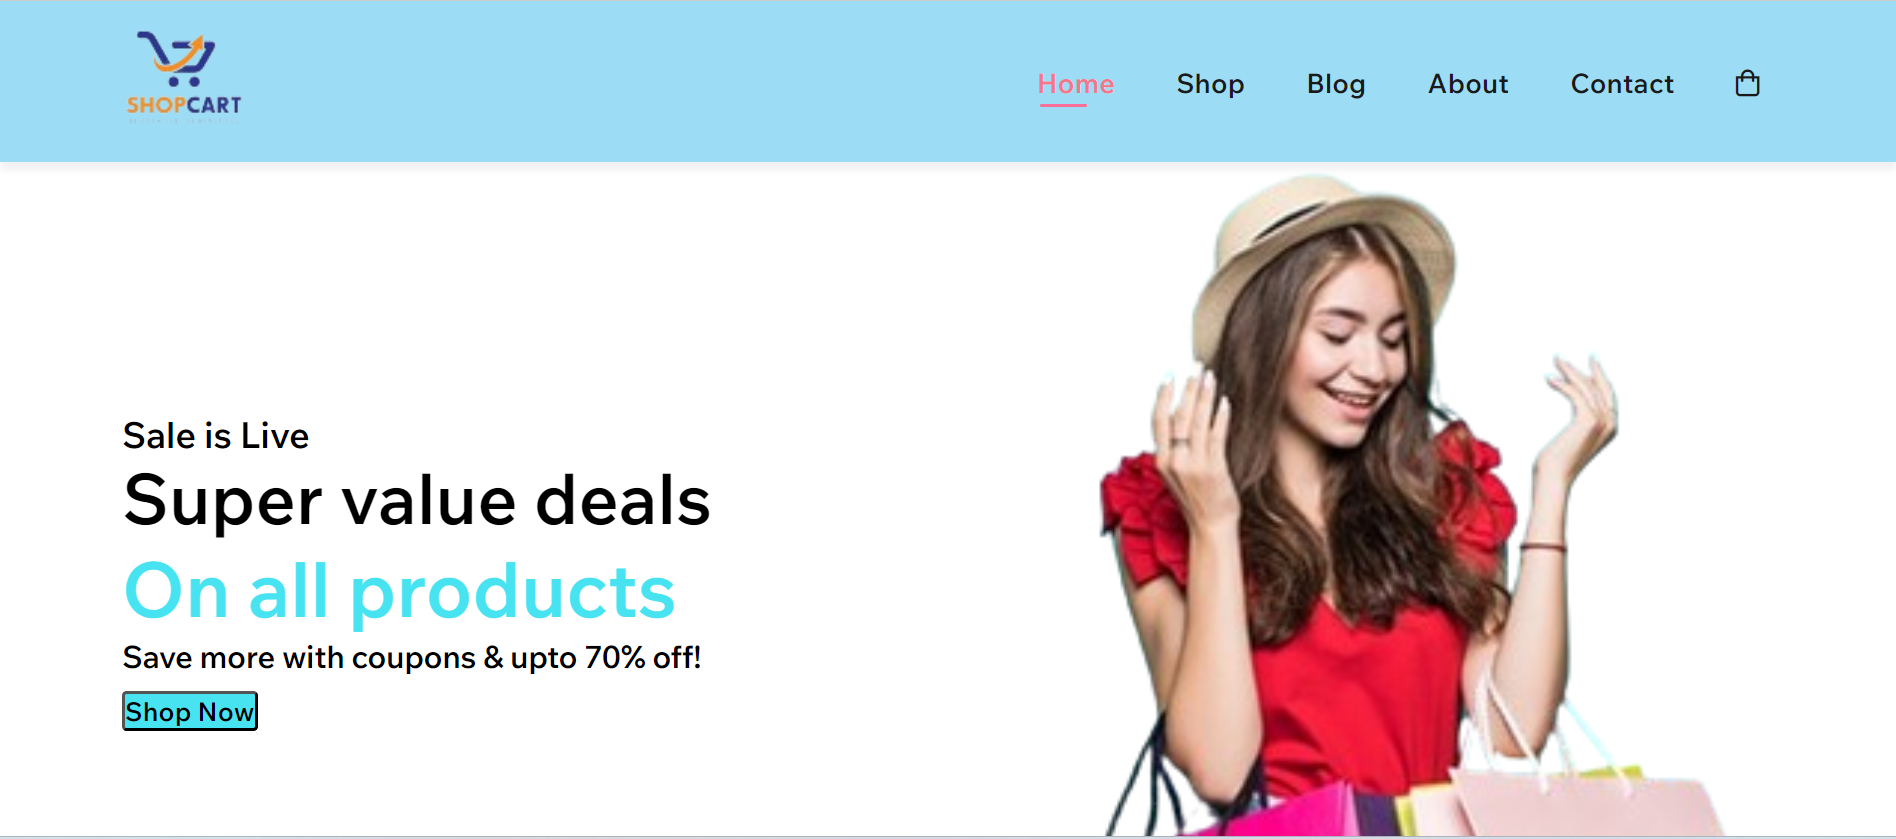 SHOPCART
Home Shop Blog About Contact
Sale is Live
Super value deals
On all products
Save more with coupons & upto 70% off!
Shop Now